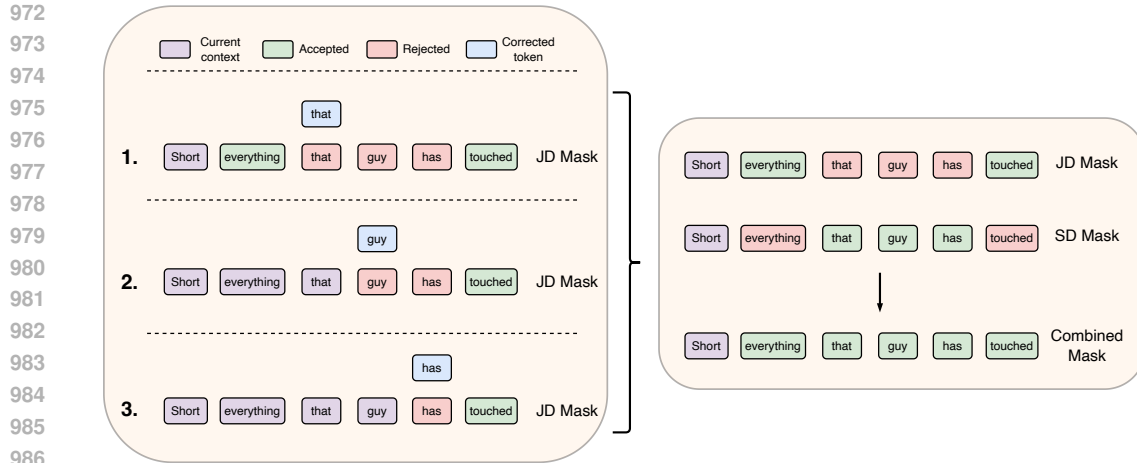 972
973
974
975
976
977
978
979
980
981
982
983
984
985
986
Current context
Accepted
Rejected
Corrected token
that
1. Short everything that guy has touched JD Mask
guy
2. Short everything that guy has touched JD Mask
has
3. Short everything that guy has touched JD Mask
Short everything that guy has touched JD Mask
Short everything that guy has touched SD Mask
Short everything that guy has touched Combined Mask